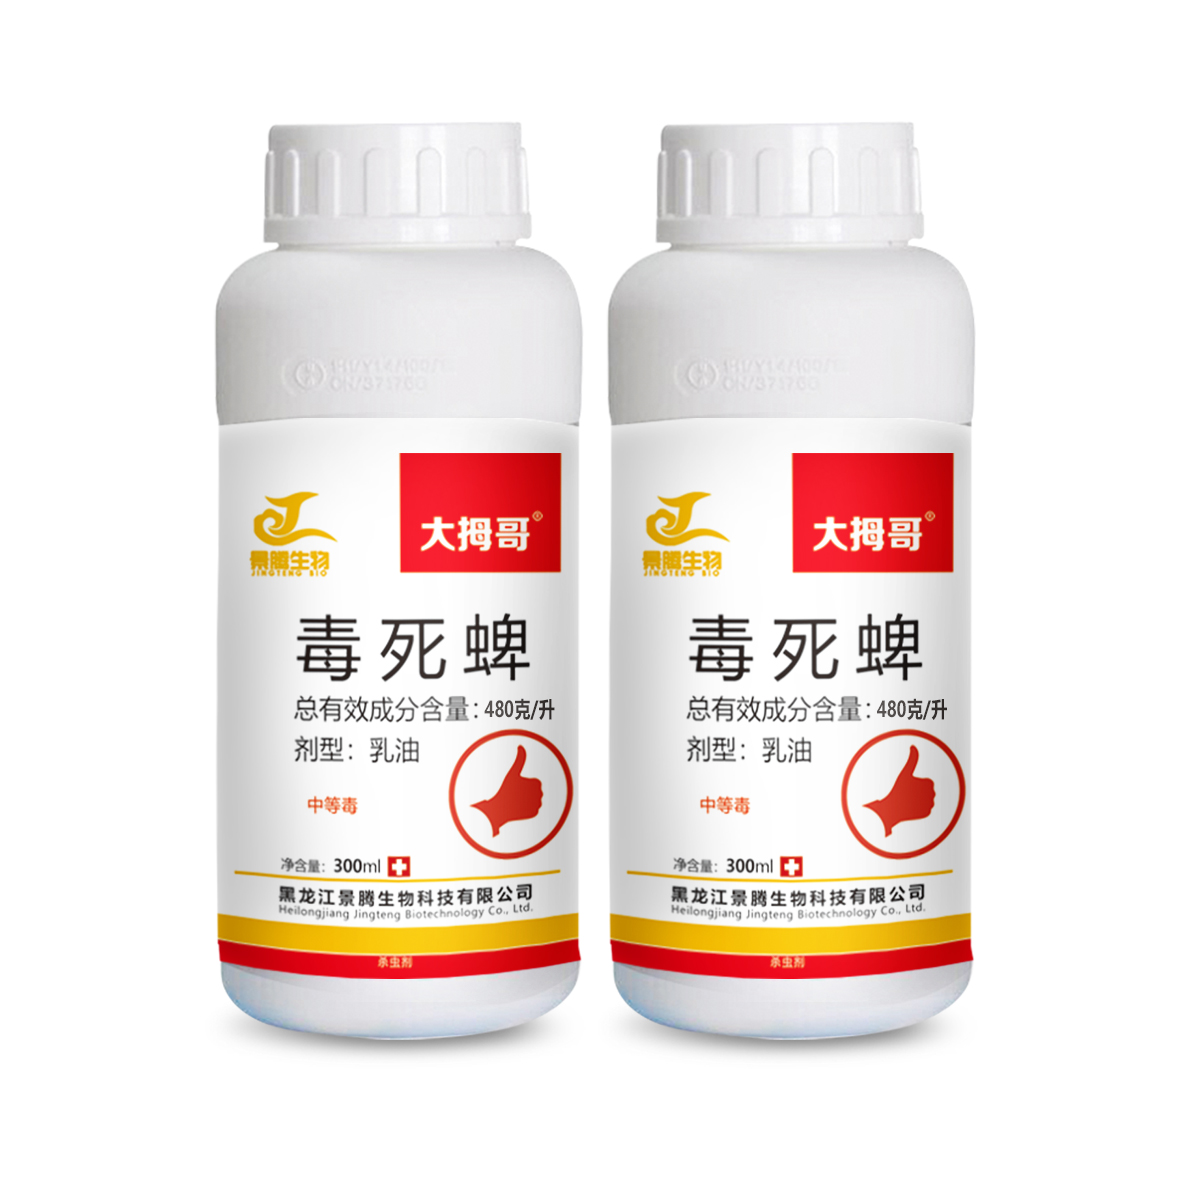 大拇哥®
景腾生物
JINGTENG BIO
毒死蜱
总有效成分含量：480克/升
剂型：乳油
中等毒
净含量：300ml
黑龙江景腾生物科技有限公司
Heilongjiang Jingteng Biotechnology Co., Ltd.
杀虫剂
大拇哥®
景腾生物
JINGTENG BIO
毒死蜱
总有效成分含量：480克/升
剂型：乳油
中等毒
净含量：300ml
黑龙江景腾生物科技有限公司
Heilongjiang Jingteng Biotechnology Co., Ltd.
杀虫剂